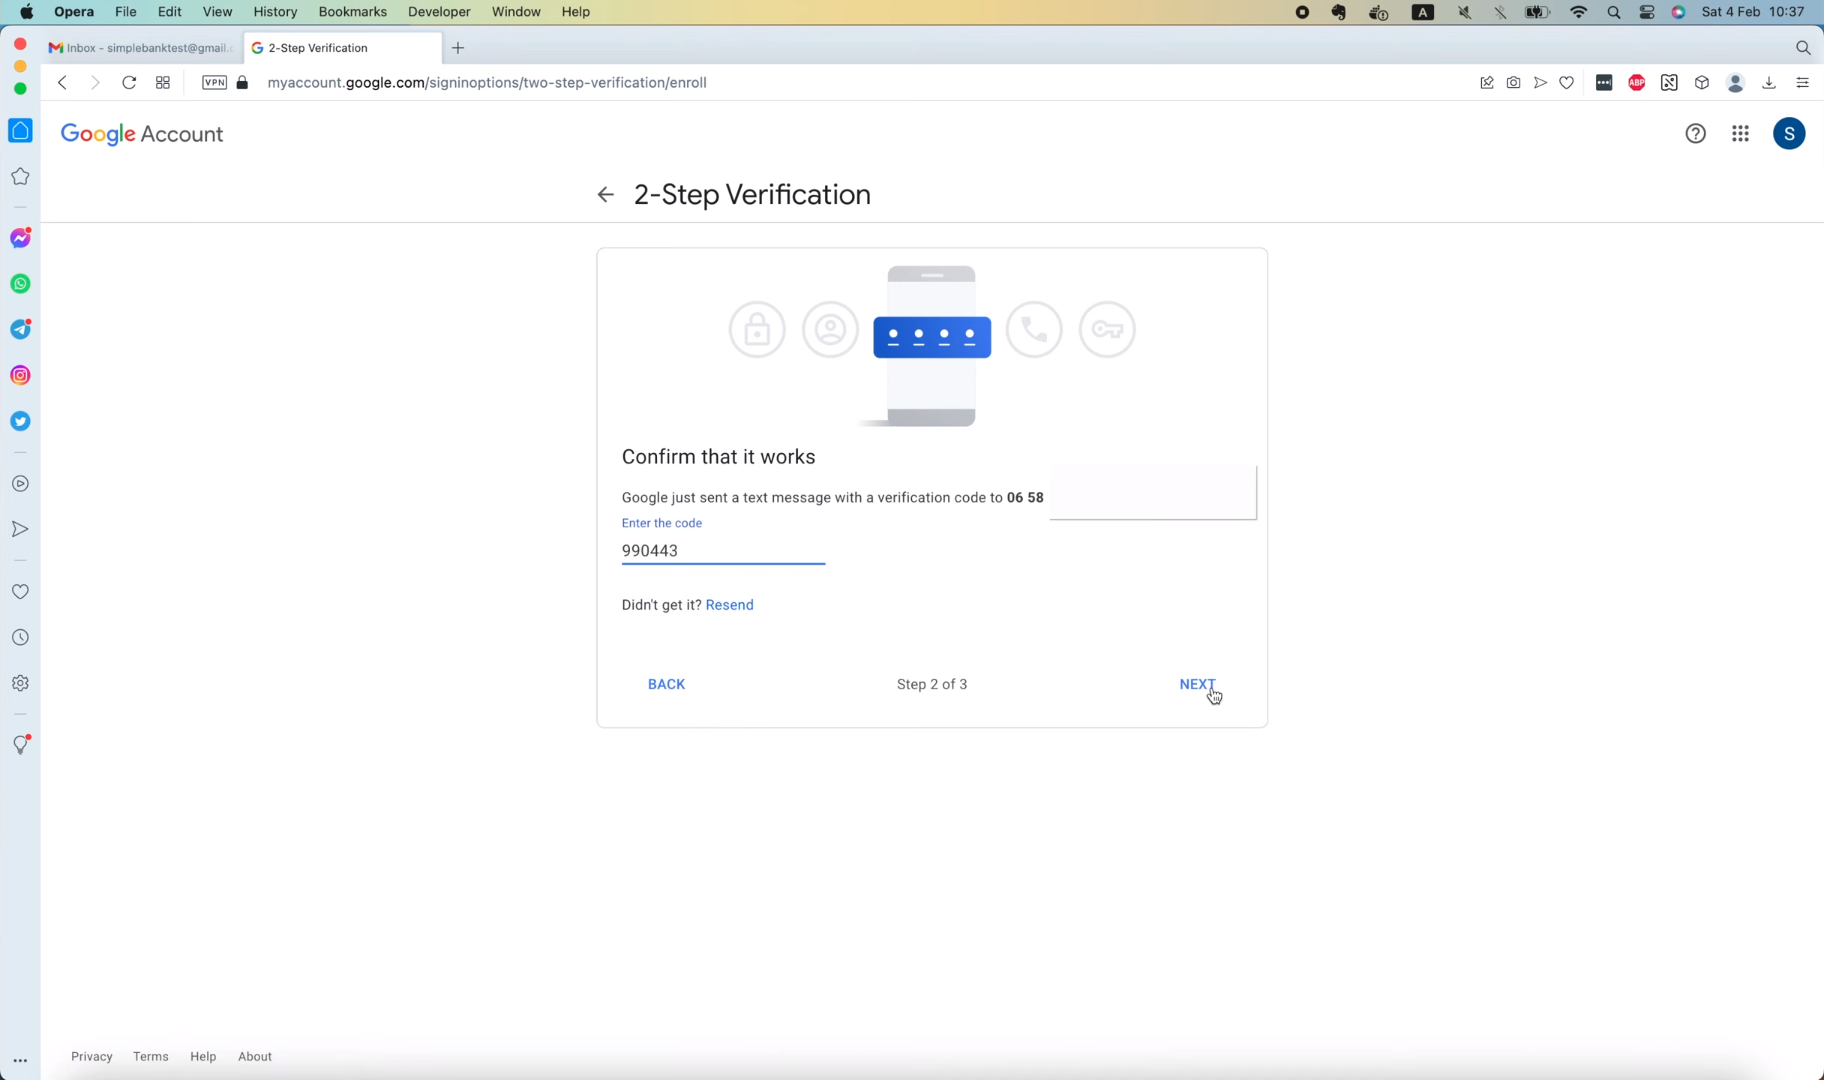 Opera File Edit View History Bookmarks Developer Window Help A Sat 4 Feb 10:37
Inbox - simplebanktest@gmail.c 2-Step Verification
VPN myaccount.google.com/signinoptions/two-step-verification/enroll ABP
Google Account S
2-Step Verification
Confirm that it works
Google just sent a text message with a verification code to 06 58
Enter the code
990443
Didn't get it? Resend
BACK Step 2 of 3 NEXT
Privacy Terms Help About